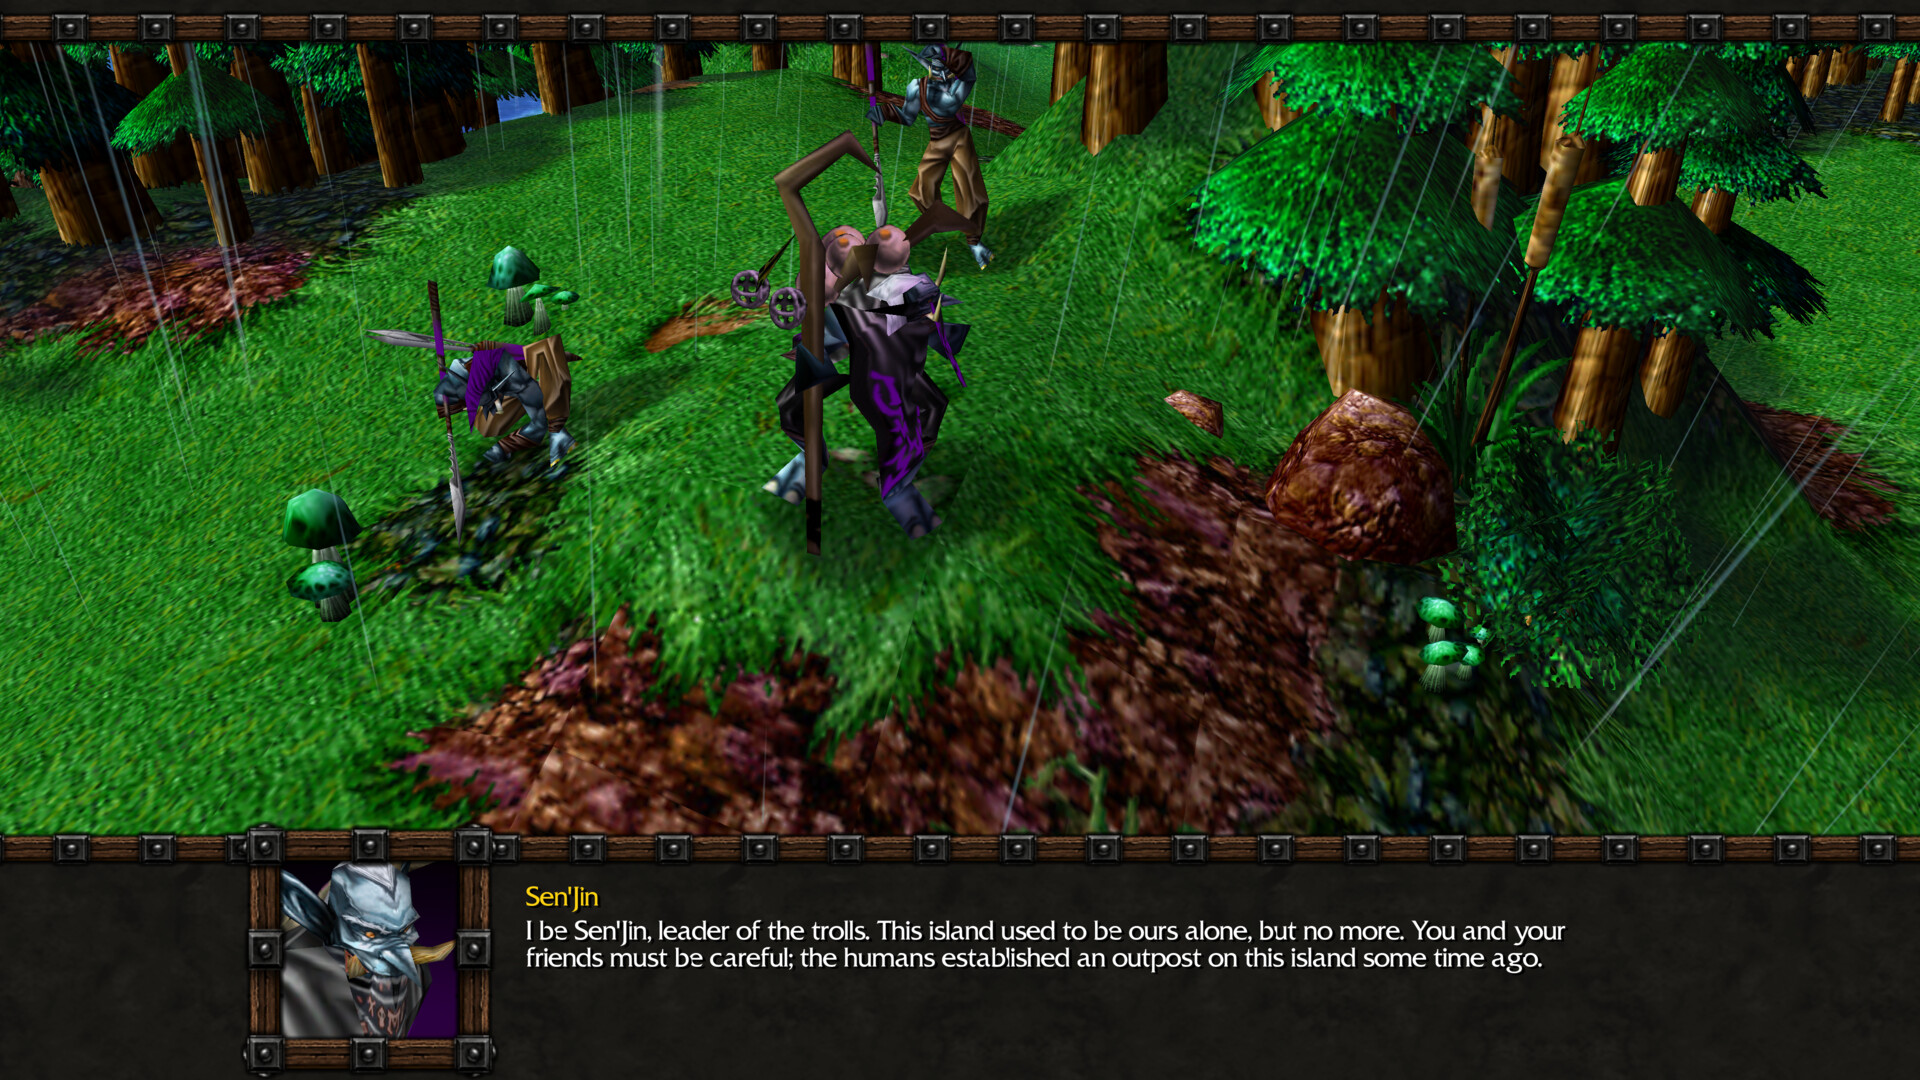 Sen'Jin
I be Sen'Jin, leader of the trolls. This island used to be ours alone, but no more. You and your
friends must be careful; the humans established an outpost on this island some time ago.